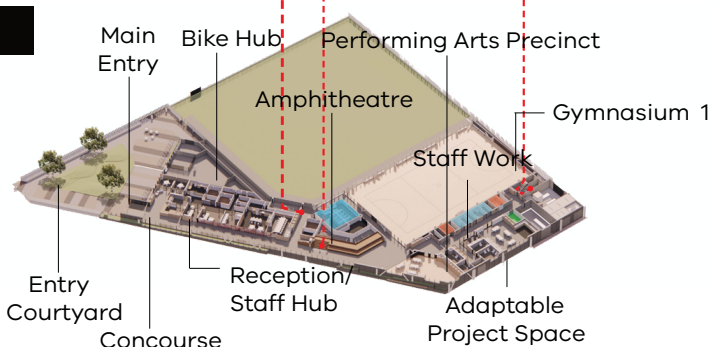 Main
Entry
Bike Hub
Performing Arts Precinct
Amphitheatre
Gymnasium 1
Staff Work
Entry
Courtyard
Concourse
Reception/
Staff Hub
Adaptable
Project Space